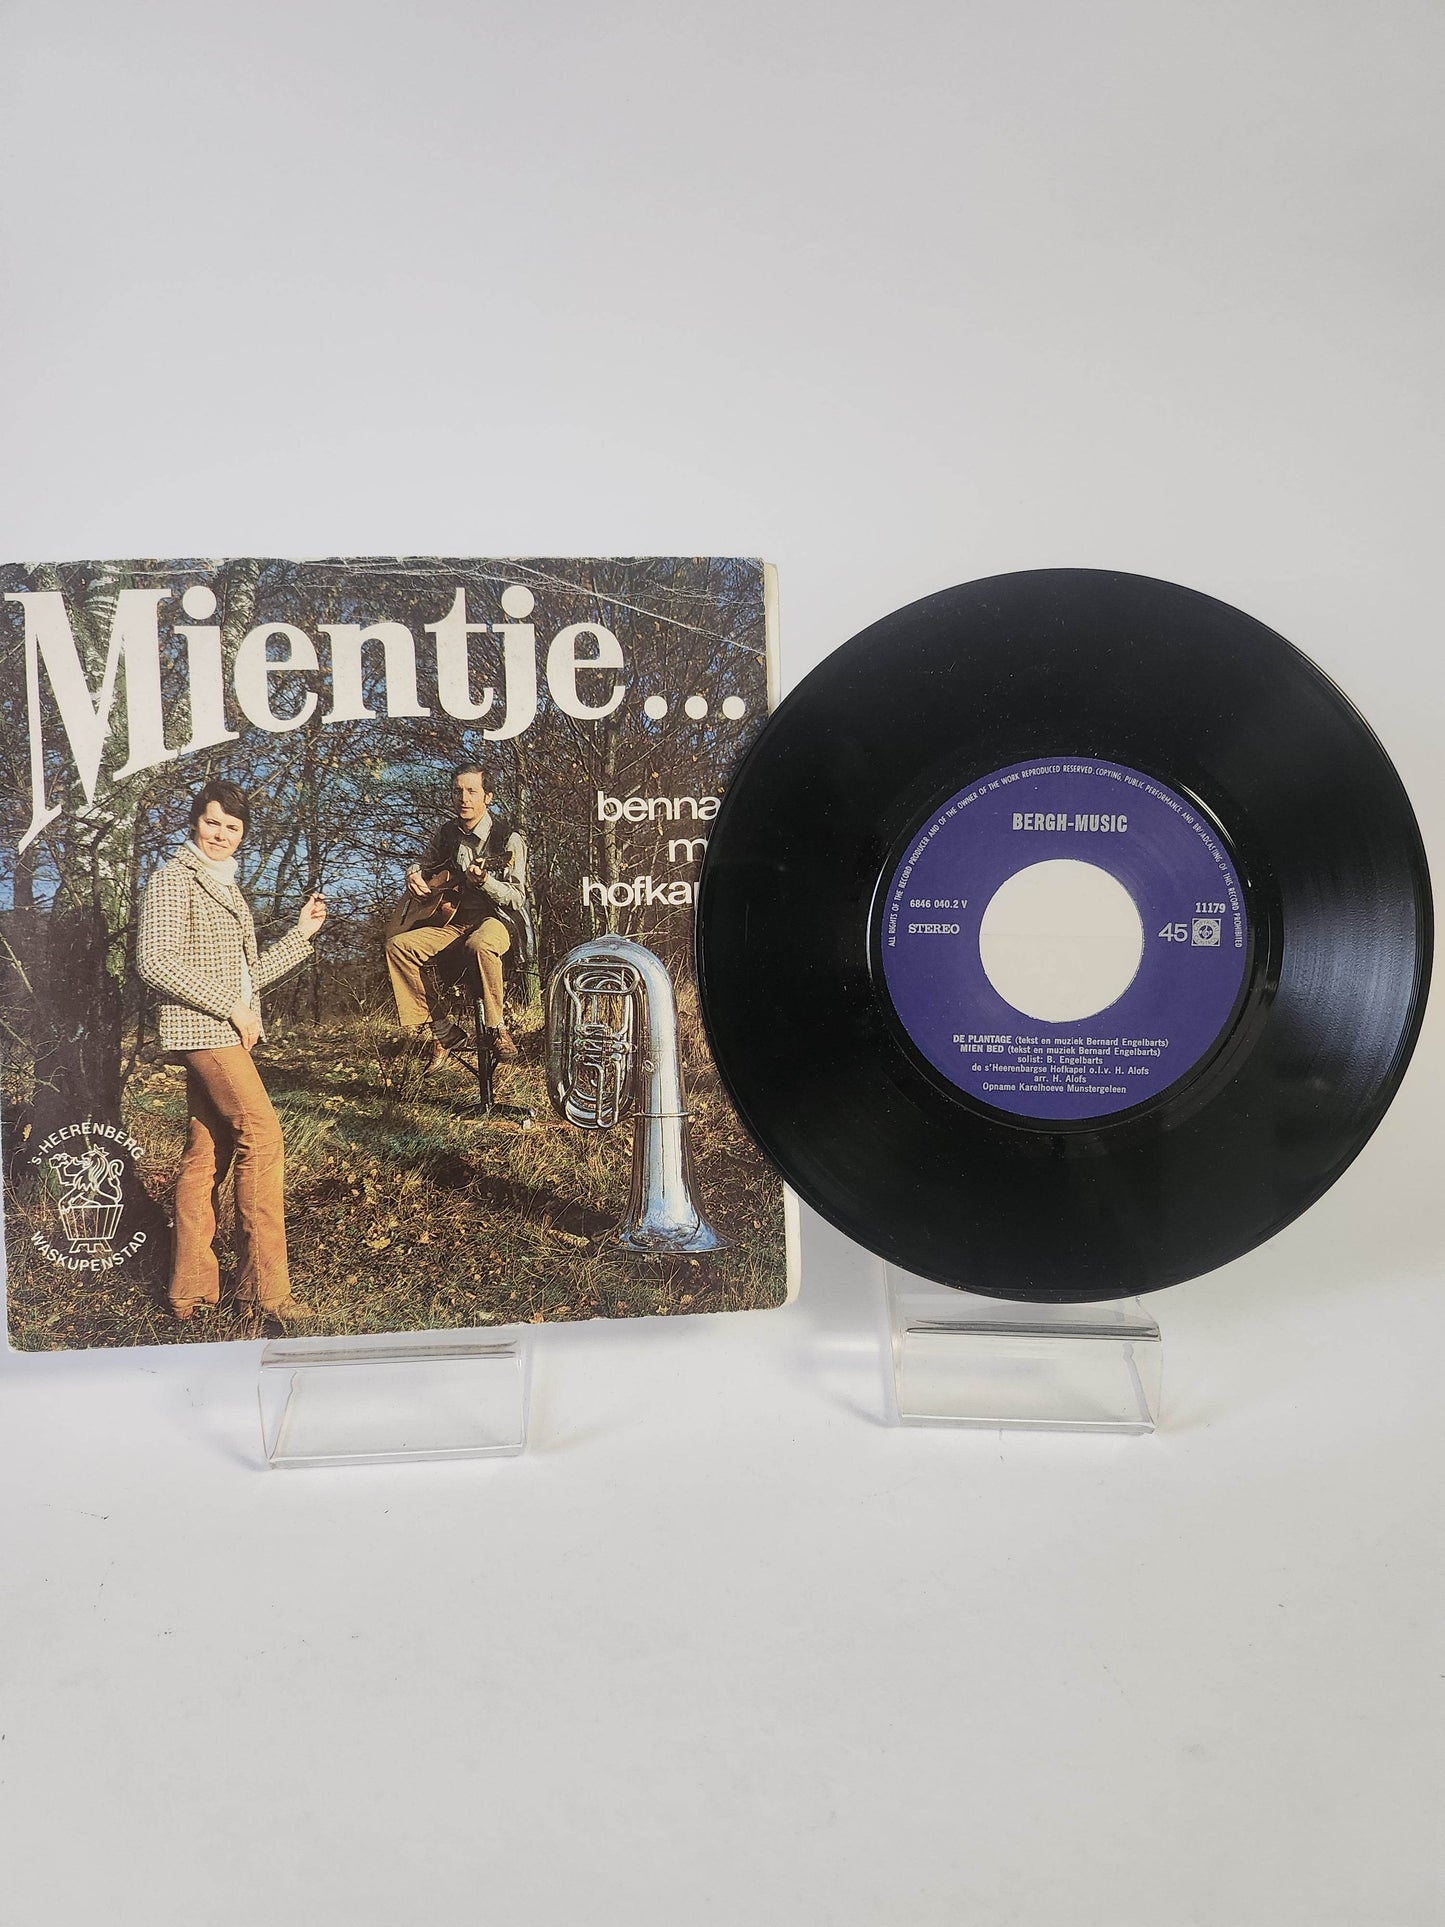 Mientje...
benna
m
hofka
'S-HEERENBERG
WASKUPENSTAD
ALL RIGHTS OF THE RECORD PRODUCER AND OF THE OWNER OF THE WORK REPRODUCED RESERVED. COPYING, PUBLIC PERFORMANCE AND BROADCASTING OF THIS RECORD PROHIBITED
BERGH-MUSIC
6846 040.2 V
11179
STEREO
45
DE PLANTAGE (tekst en muziek Bernard Engelbarts)
MIEN BED (tekst en muziek Bernard Engelbarts)
solist: B. Engelbarts
de s'Heerenbargse Hofkapel o.l.v. H. Alofs
arr. H. Alofs
Opname Karelhoeve Munstergeleen